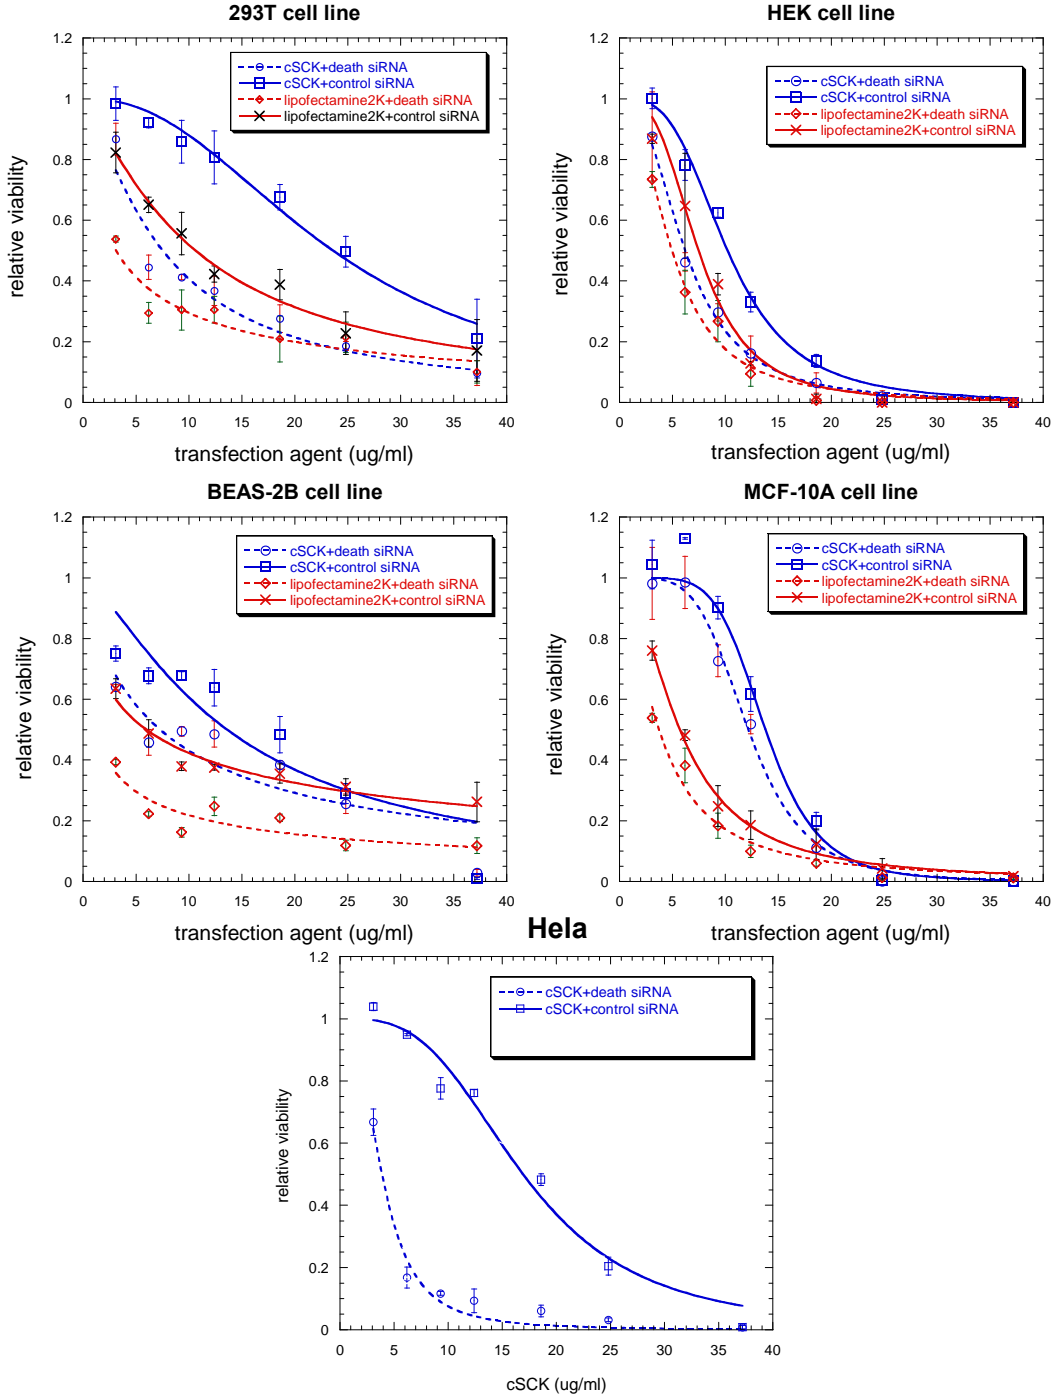 293T cell line
1.2
1
0.8
0.6
0.4
0.2
0
0 5 10 15 20 25 30 35 40
relative viability
transfection agent (ug/ml)
cSCK+death siRNA
cSCK+control siRNA
lipofectamine2K+death siRNA
lipofectamine2K+control siRNA
HEK cell line
1.2
1
0.8
0.6
0.4
0.2
0
0 5 10 15 20 25 30 35 40
relative viability
transfection agent (ug/ml)
cSCK+death siRNA
cSCK+control siRNA
lipofectamine2K+death siRNA
lipofectamine2K+control siRNA
BEAS-2B cell line
1.2
1
0.8
0.6
0.4
0.2
0
0 5 10 15 20 25 30 35 40
relative viability
transfection agent (ug/ml)
cSCK+death siRNA
cSCK+control siRNA
lipofectamine2K+death siRNA
lipofectamine2K+control siRNA
MCF-10A cell line
1.2
1
0.8
0.6
0.4
0.2
0
0 5 10 15 20 25 30 35 40
relative viability
transfection agent (ug/ml)
cSCK+death siRNA
cSCK+control siRNA
lipofectamine2K+death siRNA
lipofectamine2K+control siRNA
Hela
1.2
1
0.8
0.6
0.4
0.2
0
0 5 10 15 20 25 30 35 40
relative viability
cSCK (ug/ml)
cSCK+death siRNA
cSCK+control siRNA